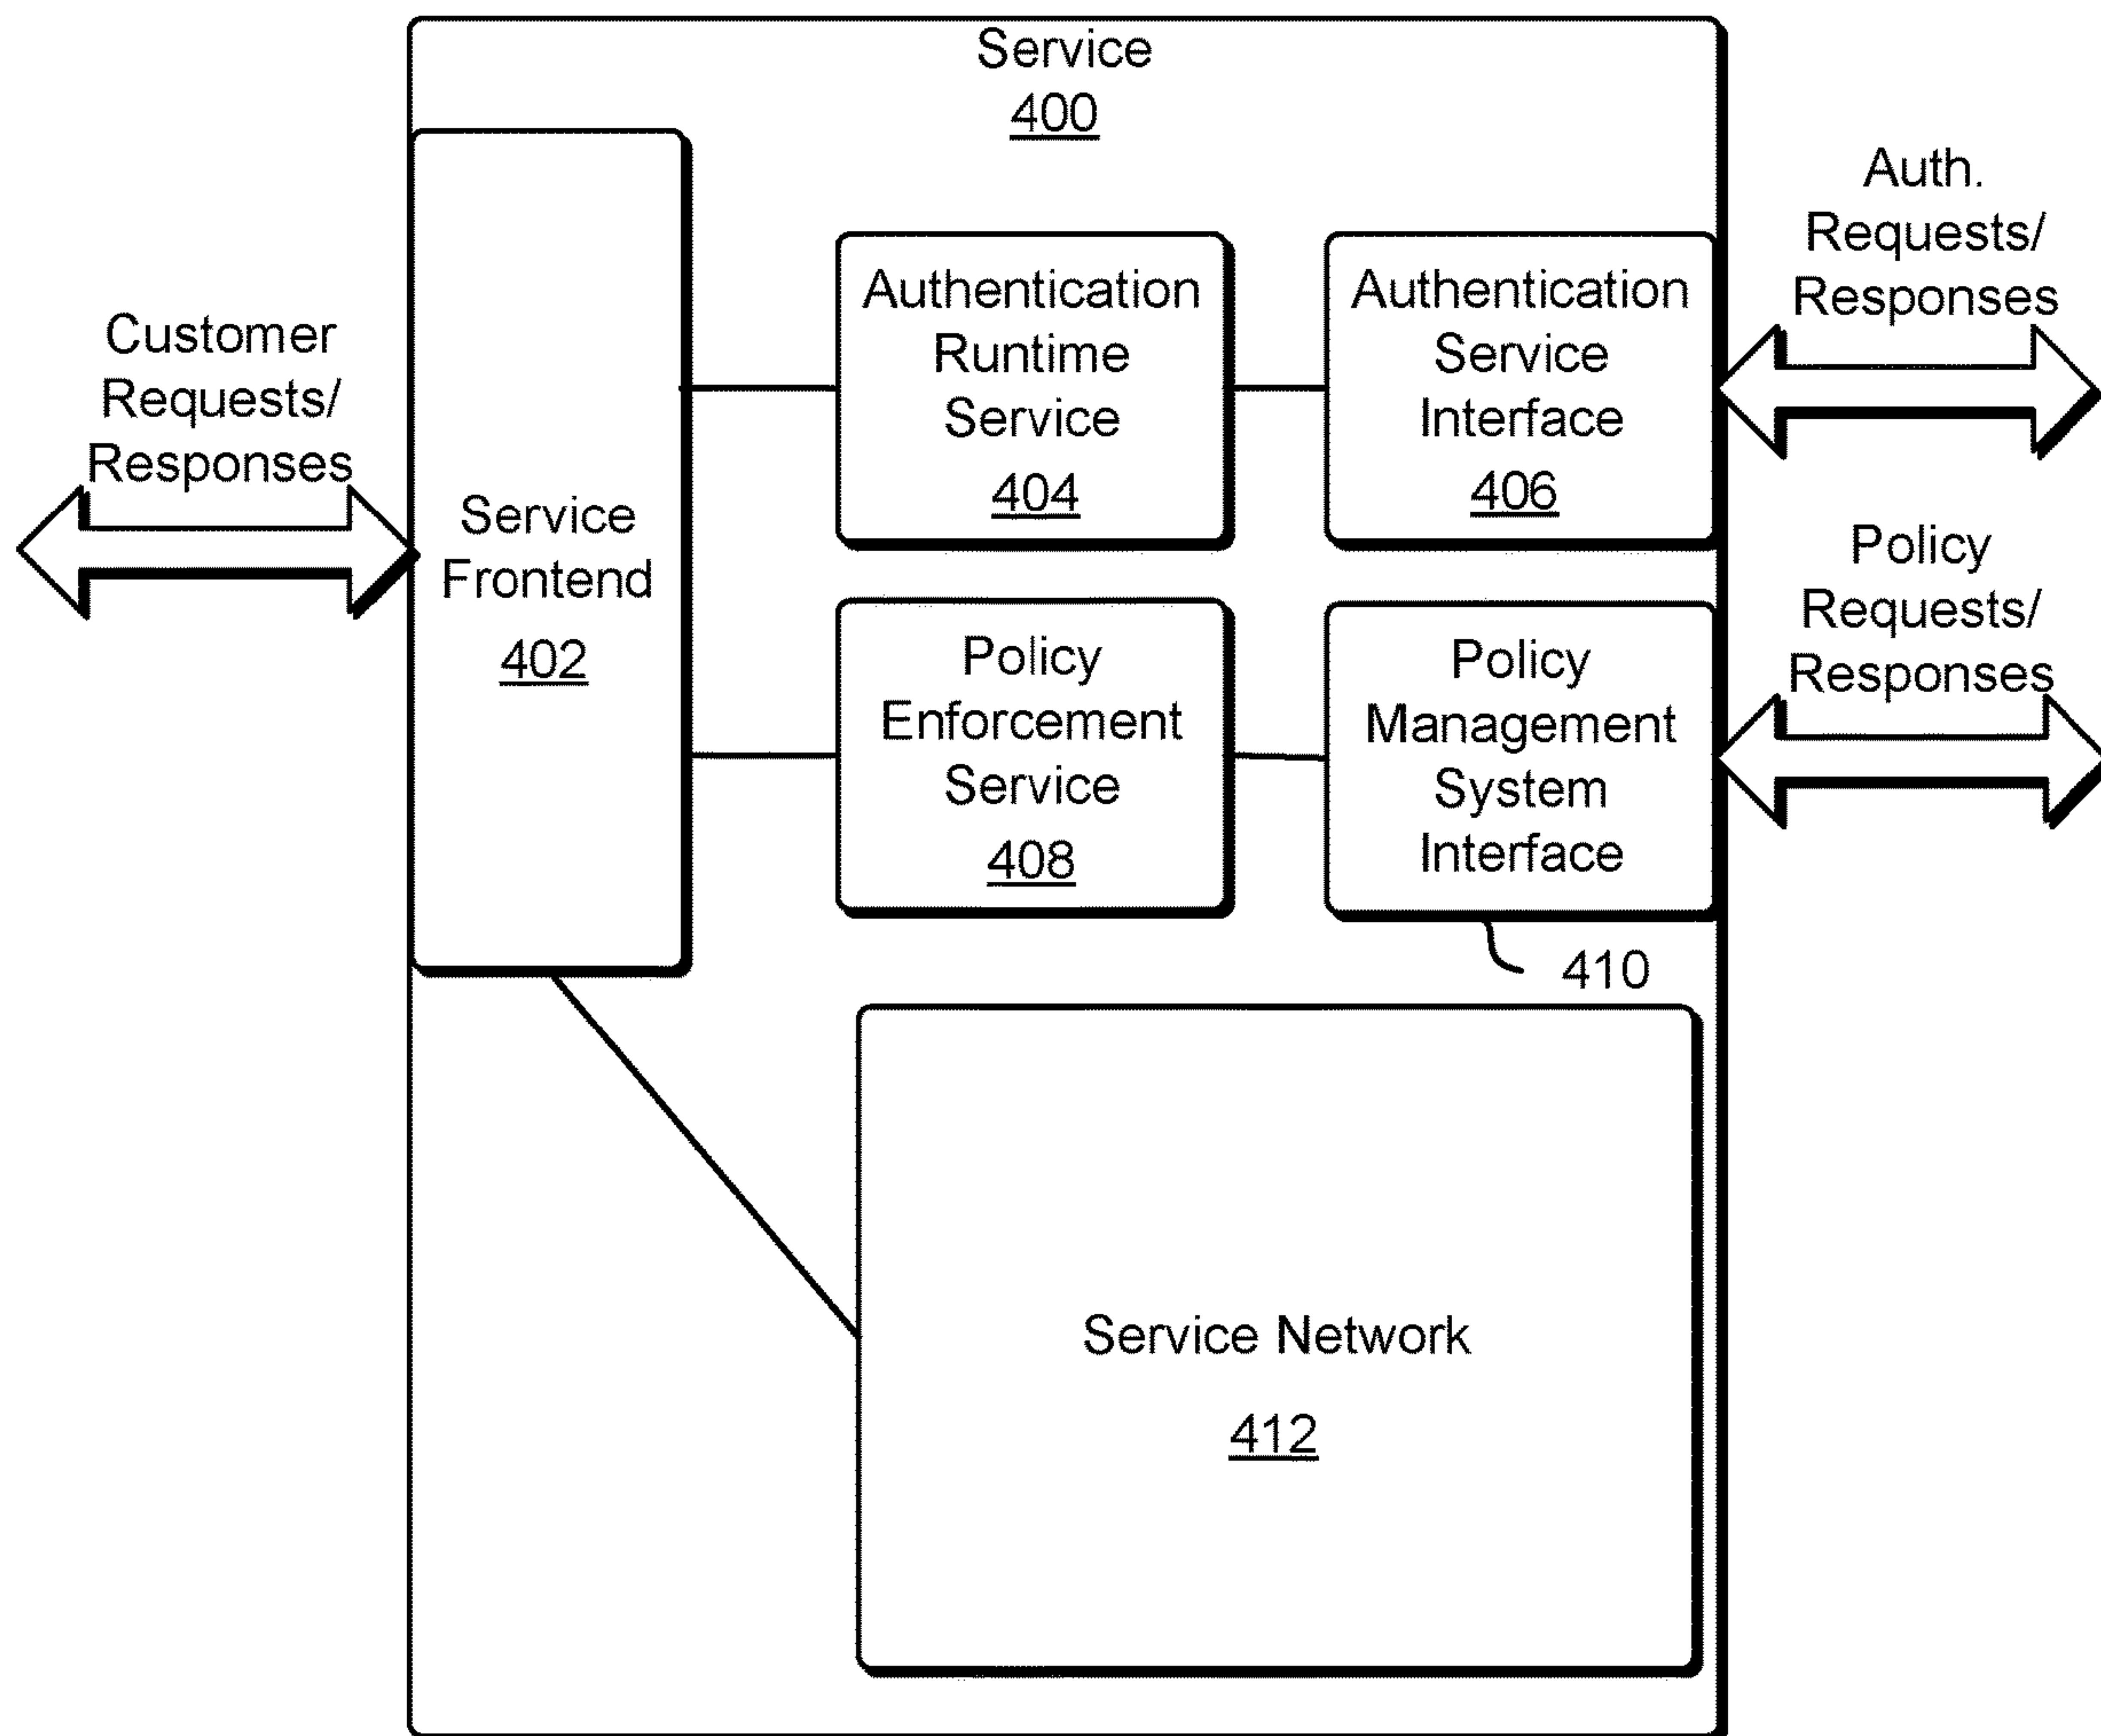 Service
400
Customer
Requests/
Responses
Service
Frontend
402
Authentication
Runtime
Service
404
Authentication
Service
Interface
406
Auth.
Requests/
Responses
Policy
Enforcement
Service
408
Policy
Management
System
Interface
410
Policy
Requests/
Responses
Service Network
412